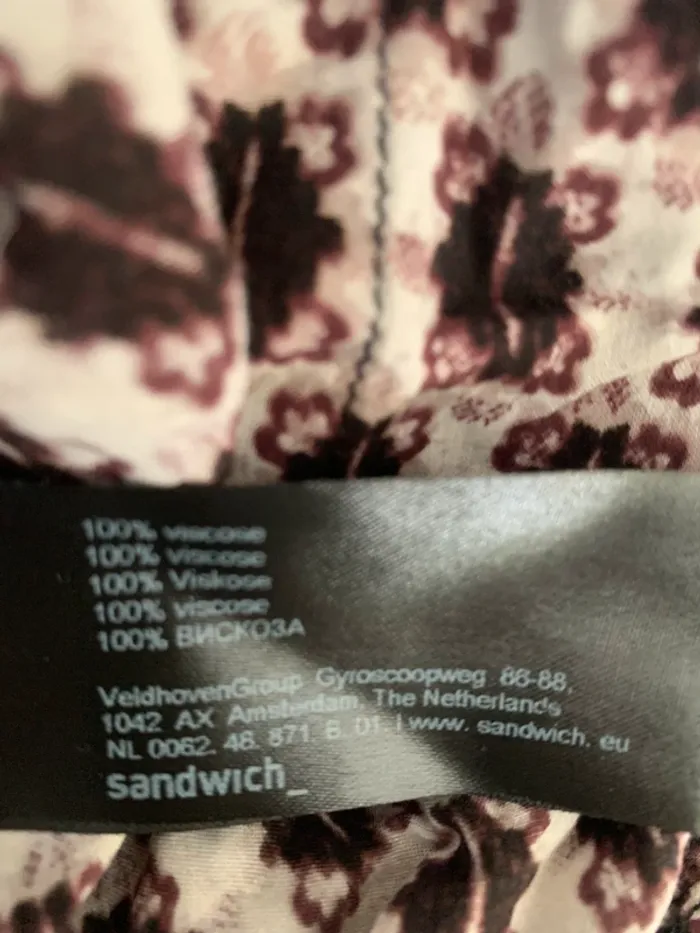 100% viscose
100% Viscose
100% Viskose
100% viscose
100% ВИСКОЗА
VeldhovenGroup Gyroscoopweg 86-88,
1042 AX Amsterdam, The Netherlands
NL 0062. 46. 871. B. 01. | www. sandwich. eu
sandwich_